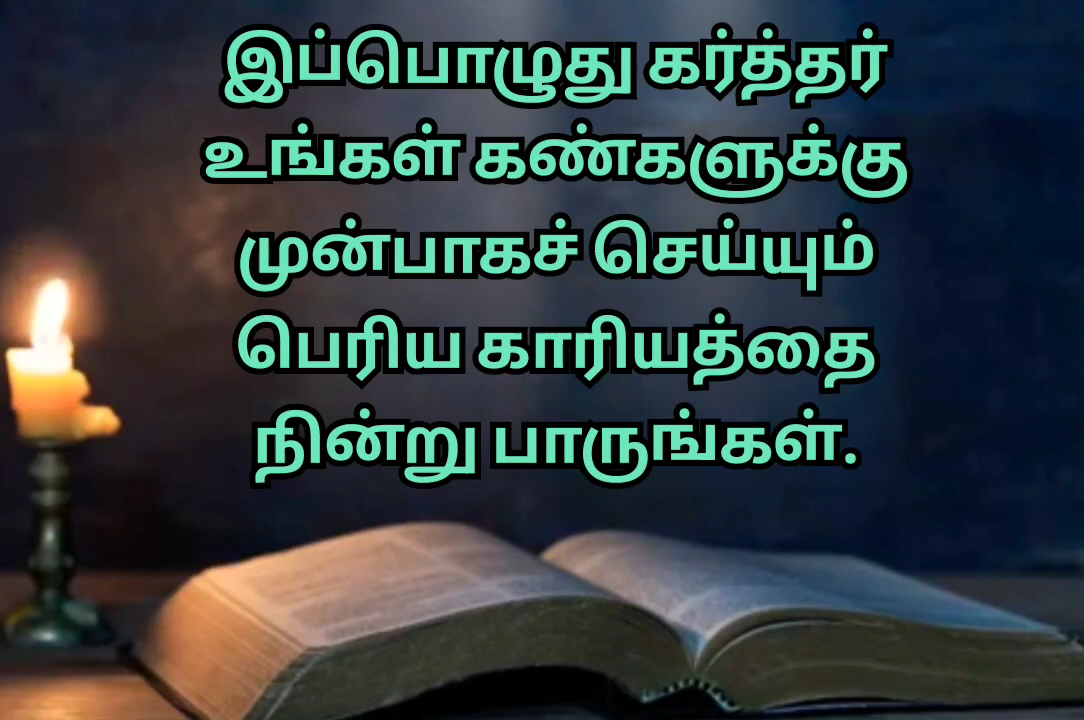 இப்பொழுது கர்த்தர்
உங்கள் கண்களுக்கு
முன்பாகச் செய்யும்
பெரிய காரியத்தை
நின்று பாருங்கள்.